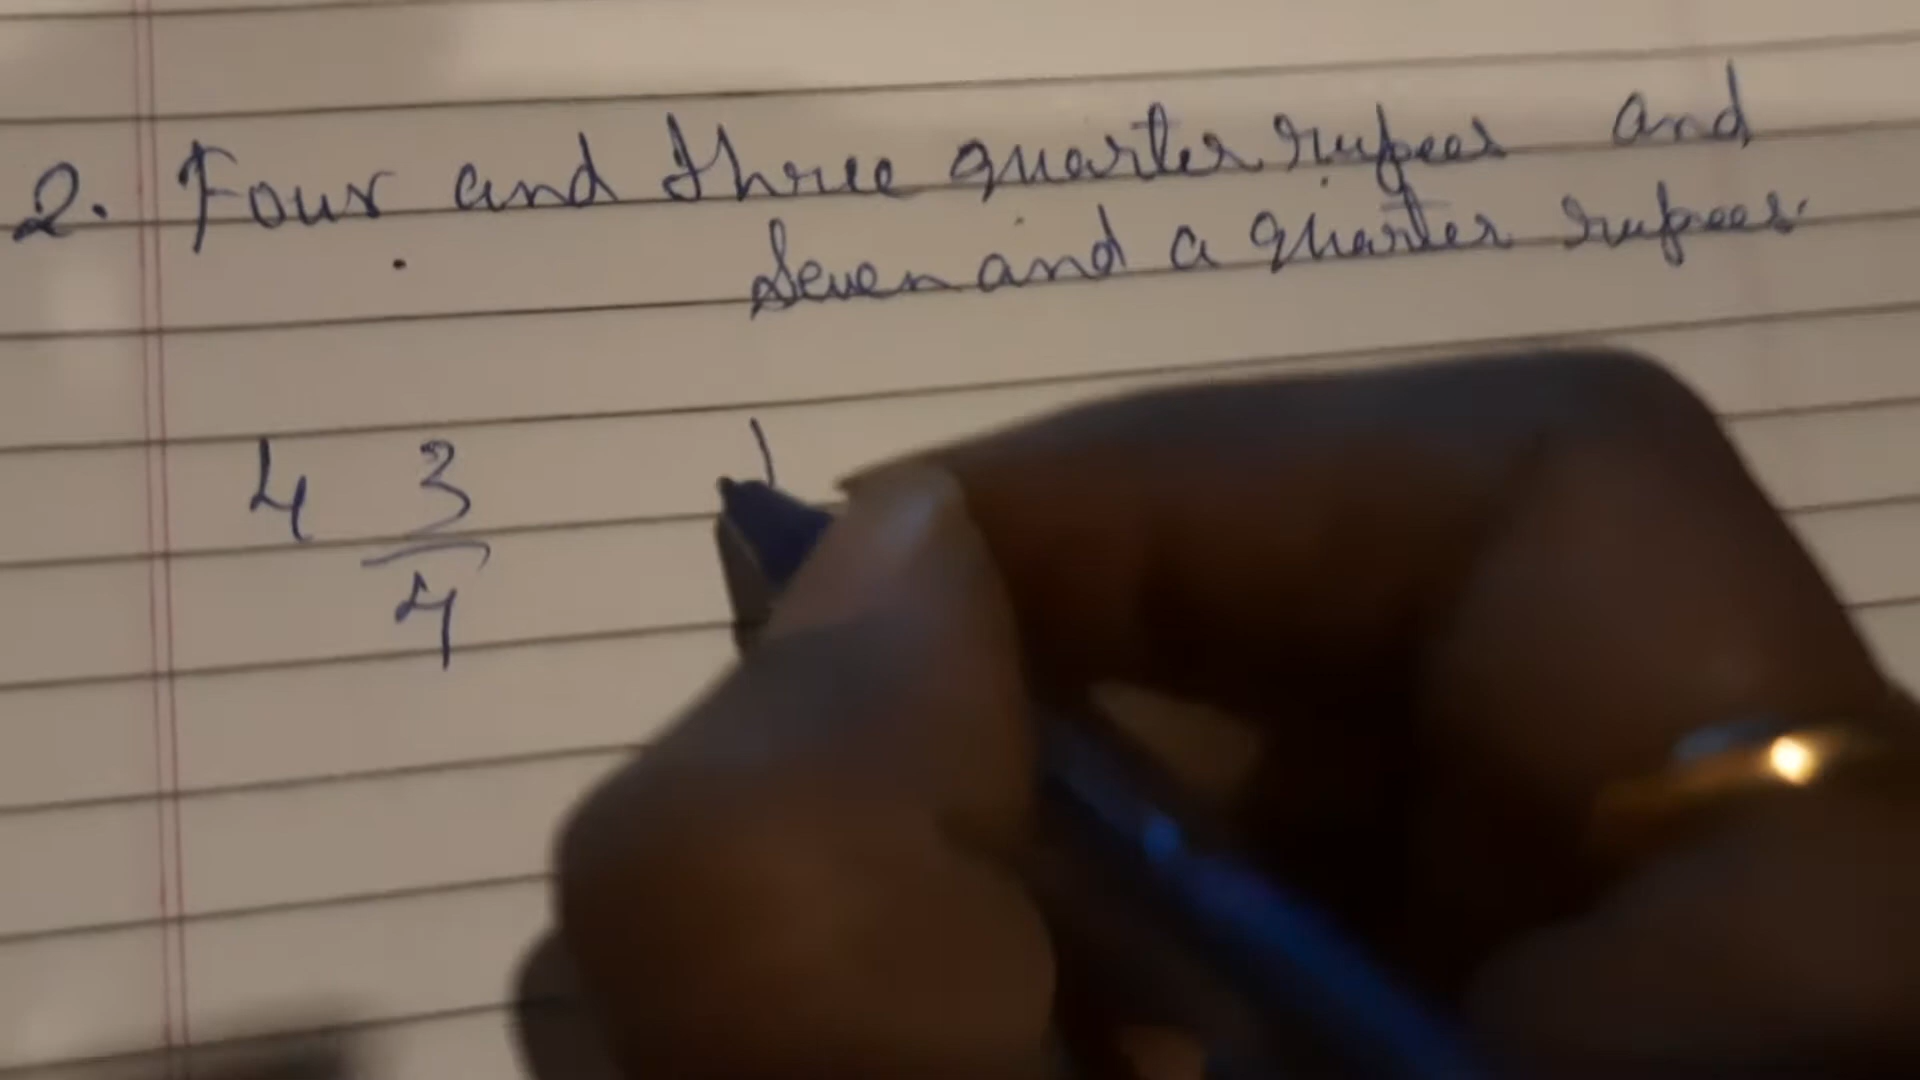 2. Four and three quarter rupees and
seven and a quarter rupees.
4 3/4